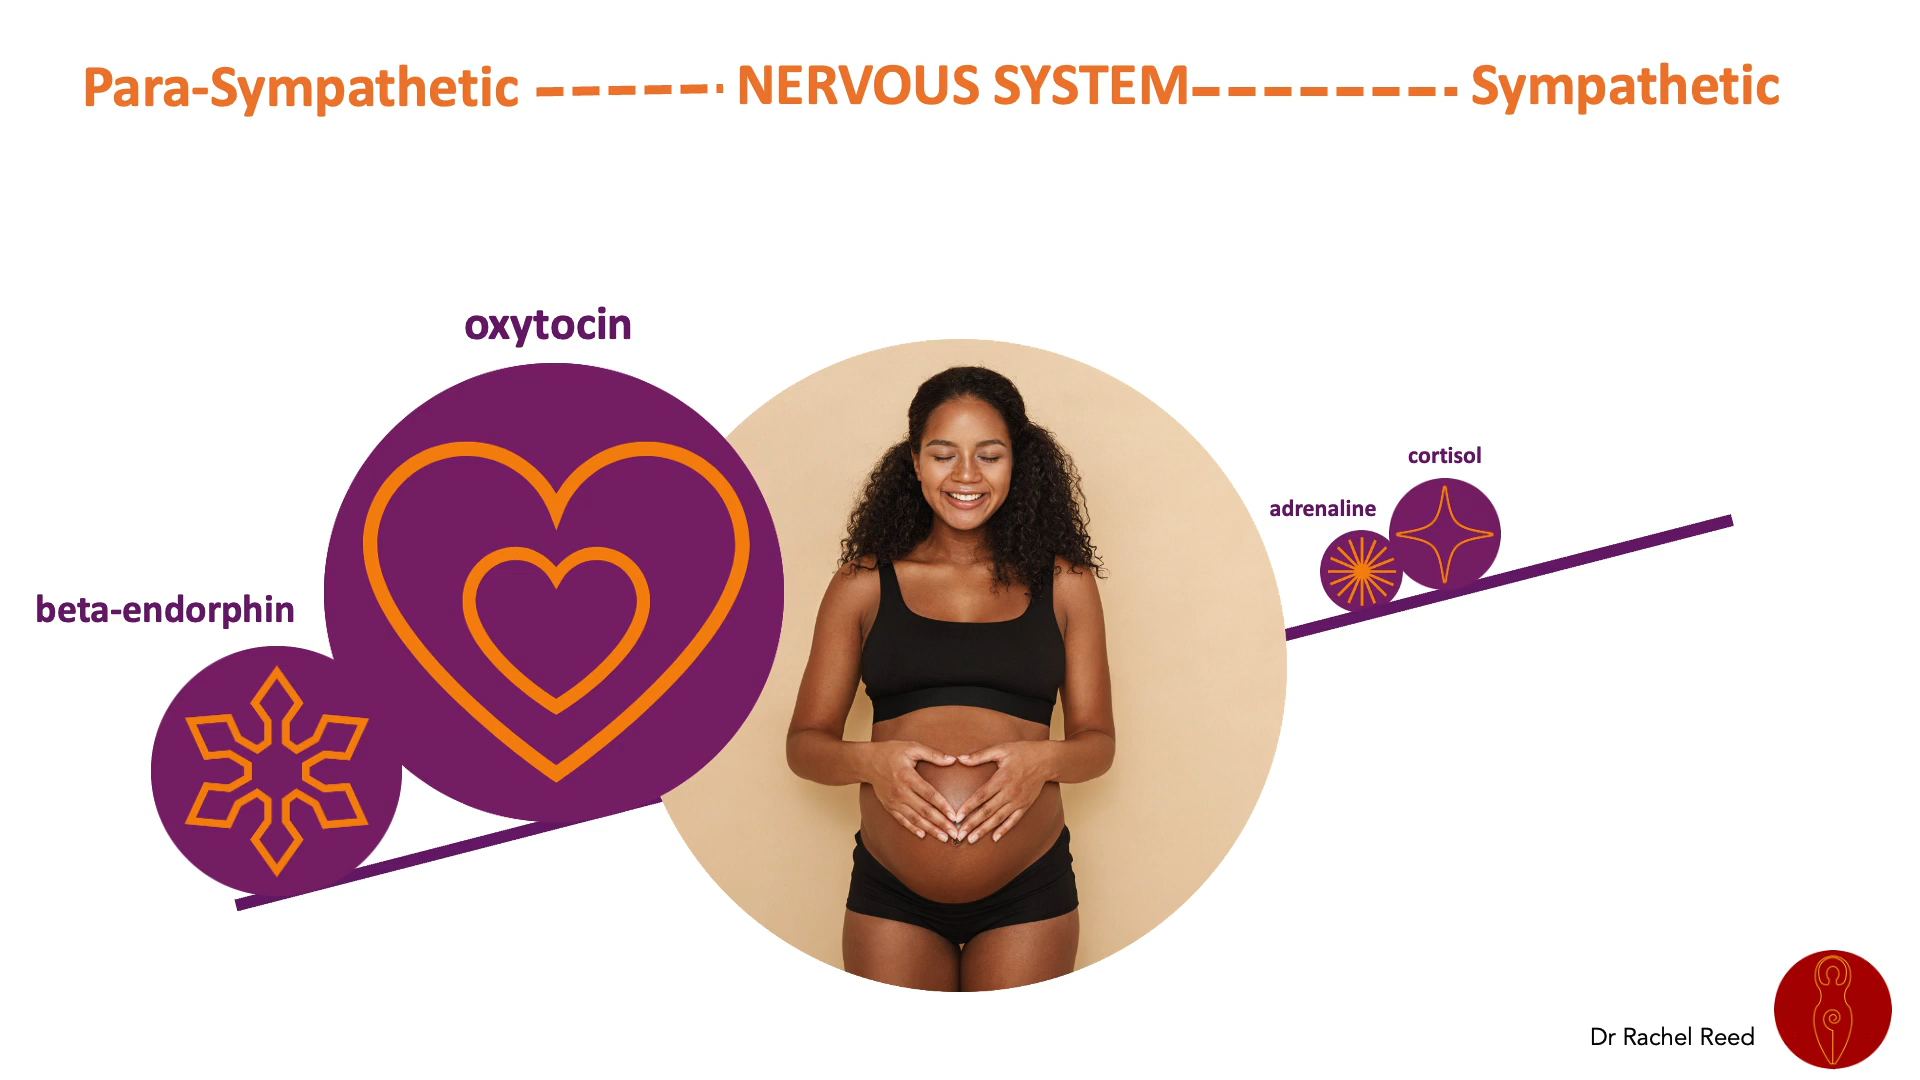 Para-Sympathetic NERVOUS SYSTEM Sympathetic
oxytocin
cortisol
adrenaline
beta-endorphin
Dr Rachel Reed